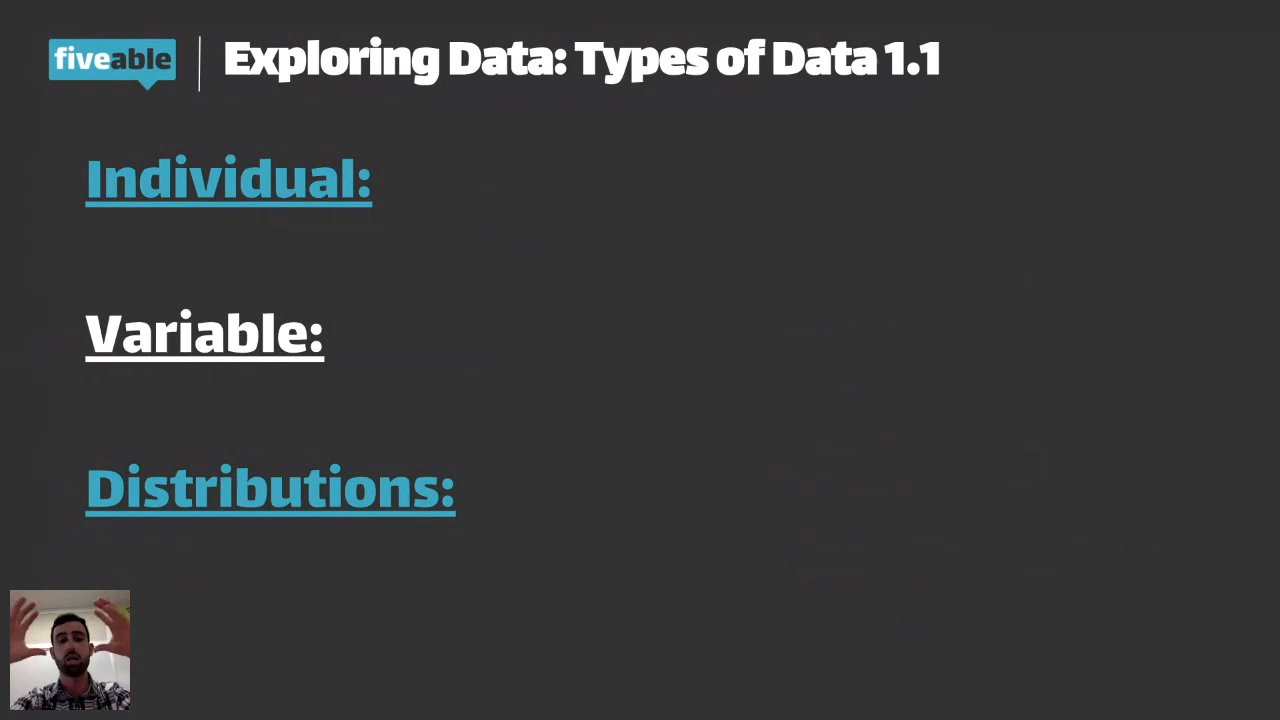 fiveable
Exploring Data: Types of Data 1.1
Individual:
Variable:
Distributions: